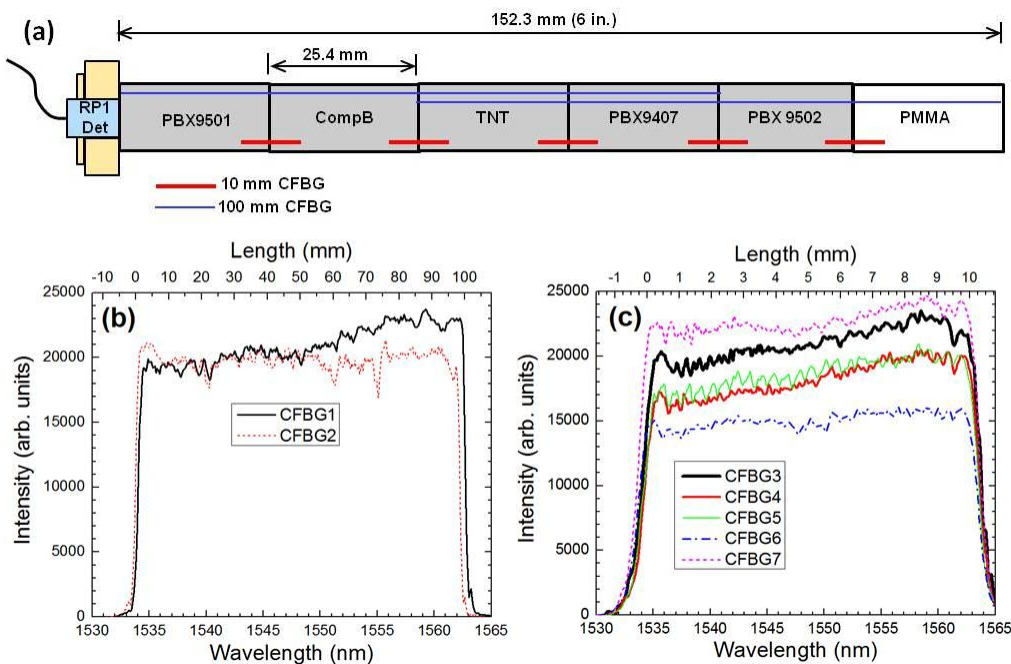 (a)
152.3 mm (6 in.)
25.4 mm
RP1
Det
PBX9501
CompB
TNT
PBX9407
PBX 9502
PMMA
10 mm CFBG
100 mm CFBG
Length (mm)
-10 0 10 20 30 40 50 60 70 80 90 100
(b)
25000
20000
15000
10000
5000
0
Intensity (arb. units)
CFBG1
CFBG2
1530 1535 1540 1545 1550 1555 1560 1565
Wavelength (nm)
Length (mm)
-1 0 1 2 3 4 5 6 7 8 9 10
(c)
25000
20000
15000
10000
5000
0
Intensity (arb. units)
CFBG3
CFBG4
CFBG5
CFBG6
CFBG7
1530 1535 1540 1545 1550 1555 1560 1565
Wavelength (nm)